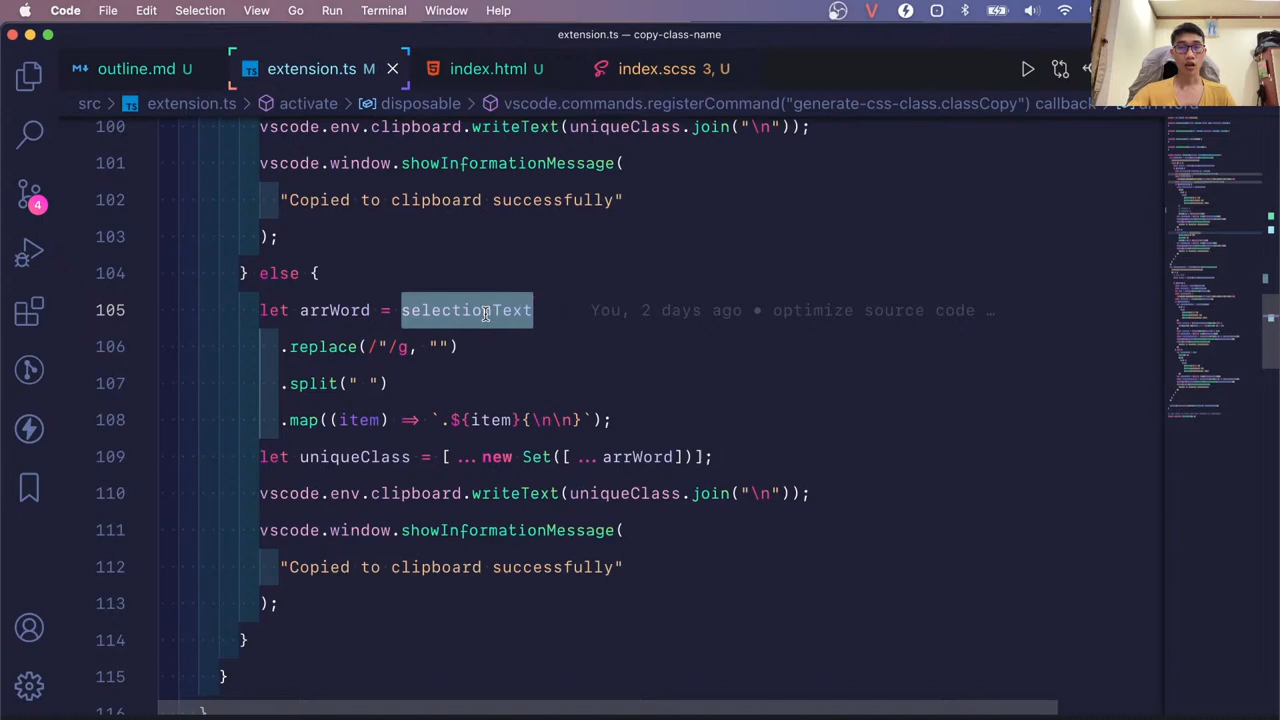 Code File Edit Selection View Go Run Terminal Window Help
extension.ts — copy-class-name
outline.md U
TS extension.ts M
index.html U
index.scss 3, U
src › TS extension.ts › activate › disposable › vscode.commands.registerCommand("generate-css-class.classCopy") callback ›
100 vscode.env.clipboard.writeText(uniqueClass.join("\n"));
101 vscode.window.showInformationMessage(
102 "Copied to clipboard successfully"
103 );
104 } else {
105 let arrWord = You, days ago • optimize source code …
106 .replace(/"/g, "")
107 .split(" ")
108 .map((item) => `.${item}{\n\n}`);
109 let uniqueClass = [ ...new Set([ ...arrWord])];
110 vscode.env.clipboard.writeText(uniqueClass.join("\n"));
111 vscode.window.showInformationMessage(
112 "Copied to clipboard successfully"
113 );
114 }
115 }
116 }
4